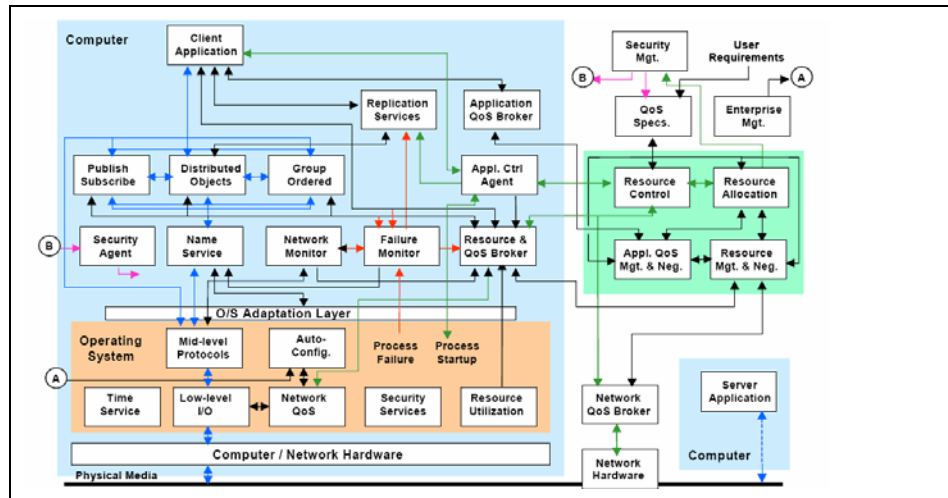 Computer
Client
Application
Security
Mgt.
User
Requirements
B
A
Replication
Services
Application
QoS Broker
QoS
Specs.
Enterprise
Mgt.
Publish
Subscribe
Distributed
Objects
Group
Ordered
Appl. Ctrl
Agent
Resource
Control
Resource
Allocation
B
Security
Agent
Name
Service
Network
Monitor
Failure
Monitor
Resource &
QoS Broker
Appl. QoS
Mgt. & Neg.
Resource
Mgt. & Neg.
O/S Adaptation Layer
Operating
System
Mid-level
Protocols
Auto-
Config.
Process
Failure
Process
Startup
A
Time
Service
Low-level
I/O
Network
QoS
Security
Services
Resource
Utilization
Network
QoS Broker
Server
Application
Computer / Network Hardware
Network
Hardware
Computer
Physical Media